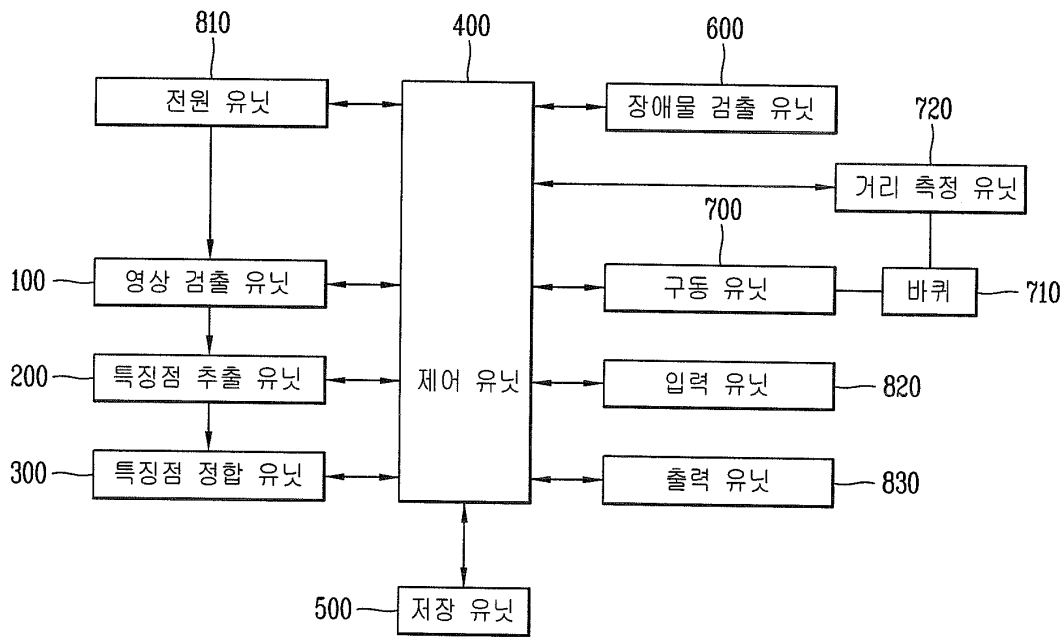 810
400
600
전원 유닛
장애물 검출 유닛
720
거리 측정 유닛
700
100
영상 검출 유닛
구동 유닛
바퀴
710
200
특징점 추출 유닛
제어 유닛
입력 유닛
820
300
특징점 정합 유닛
출력 유닛
830
500
저장 유닛